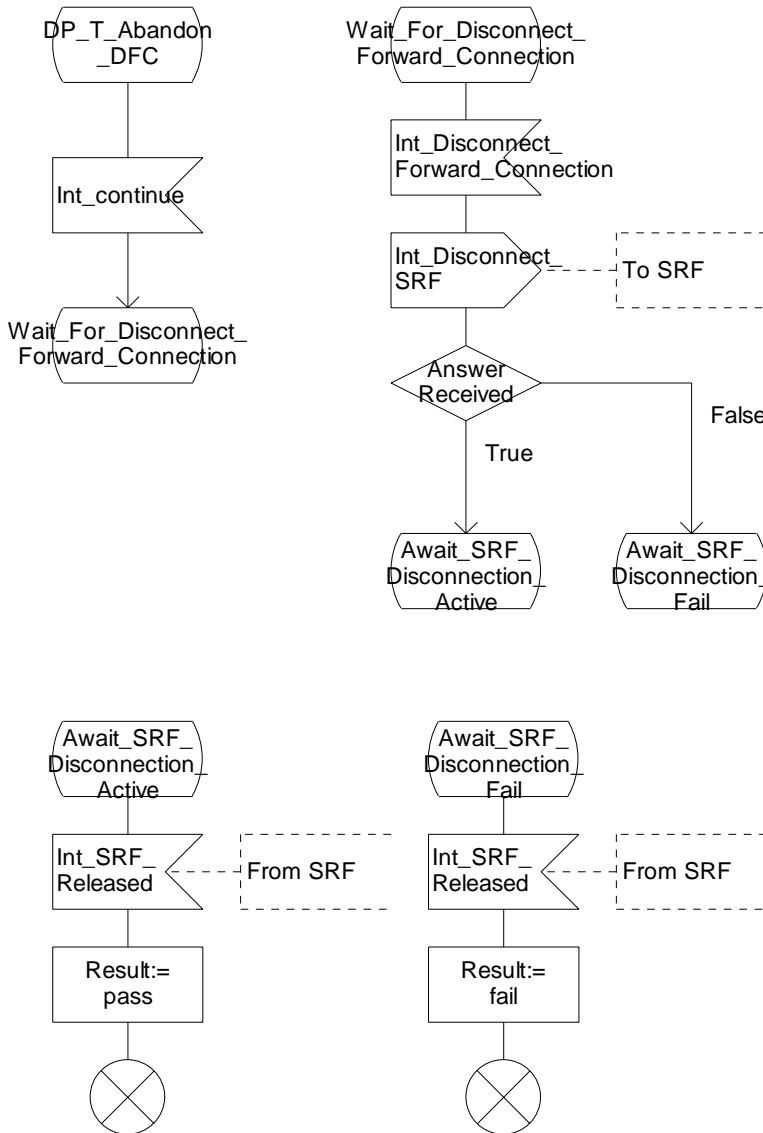 DP_T_Abandon
_DFC
Int_continue
Wait_For_Disconnect_
Forward_Connection
Wait_For_Disconnect_
Forward_Connection
Int_Disconnect_
Forward_Connection
Int_Disconnect_
SRF
To SRF
Answer
Received
True
False
Await_SRF_
Disconnection_
Active
Await_SRF_
Disconnection_
Fail
Await_SRF_
Disconnection_
Active
Int_SRF_
Released
From SRF
Result:=
pass
Await_SRF_
Disconnection_
Fail
Int_SRF_
Released
From SRF
Result:=
fail